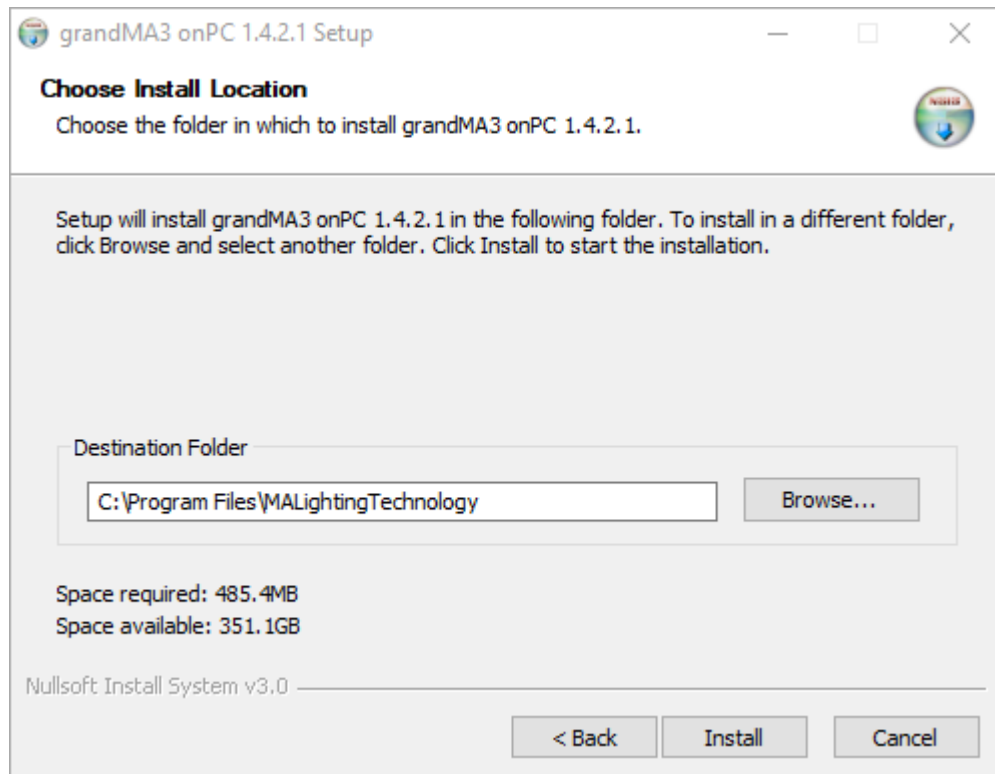 grandMA3 onPC 1.4.2.1 Setup
Choose Install Location
Choose the folder in which to install grandMA3 onPC 1.4.2.1.
NSIS
Setup will install grandMA3 onPC 1.4.2.1 in the following folder. To install in a different folder,
click Browse and select another folder. Click Install to start the installation.
Destination Folder
C:\Program Files\MALightingTechnology
Browse...
Space required: 485.4MB
Space available: 351.1GB
Nullsoft Install System v3.0
< Back
Install
Cancel